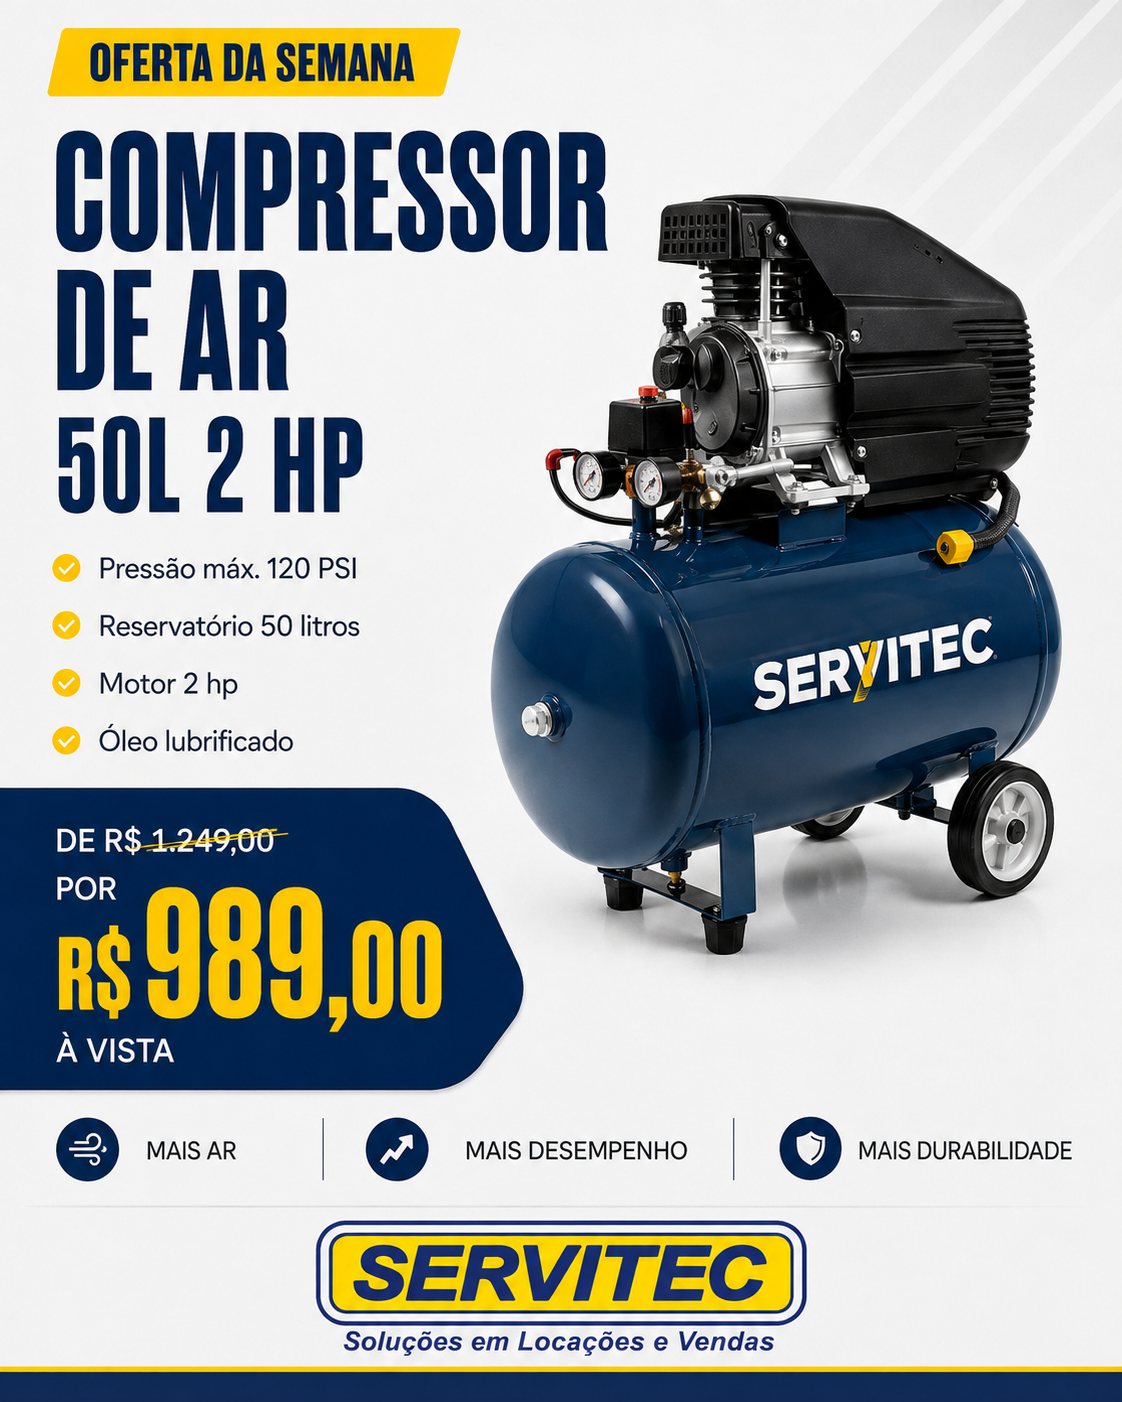 OFERTA DA SEMANA
COMPRESSOR
DE AR
50L 2 HP
Pressão máx. 120 PSI
Reservatório 50 litros
Motor 2 hp
Óleo lubrificado
SERVITEC
DE R$ 1.249,00
POR
R$ 989,00
À VISTA
MAIS AR
MAIS DESEMPENHO
MAIS DURABILIDADE
SERVITEC
Soluções em Locações e Vendas